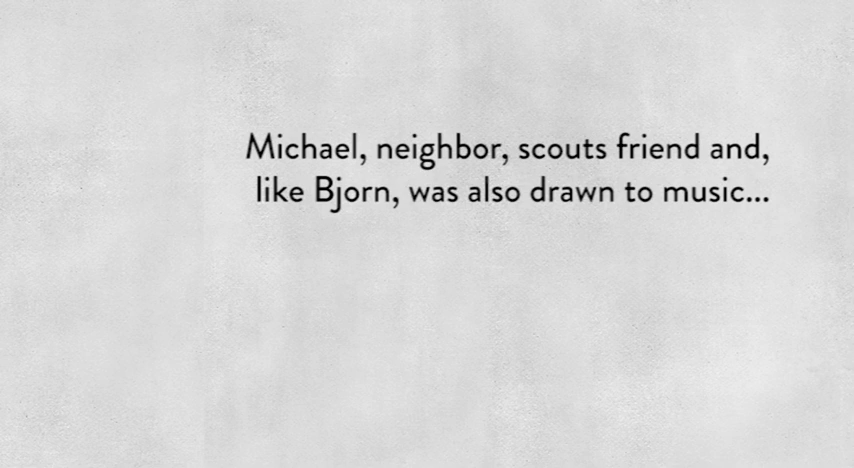 Michael, neighbor, scouts friend and,
like Bjorn, was also drawn to music...